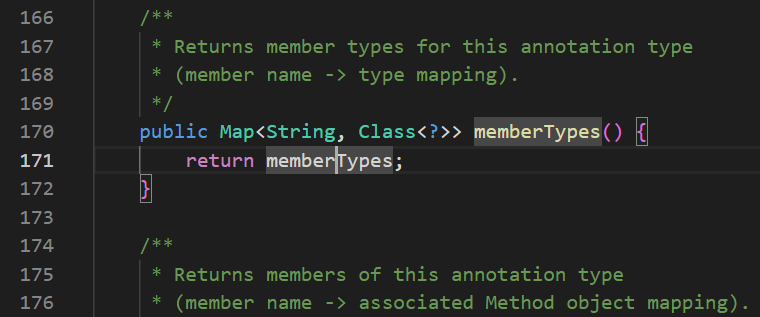 166 /**
167 * Returns member types for this annotation type
168 * (member name -> type mapping).
169 */
170 public Map<String, Class<?>> memberTypes() {
171 return memberTypes;
172 }
173
174 /**
175 * Returns members of this annotation type
176 * (member name -> associated Method object mapping).